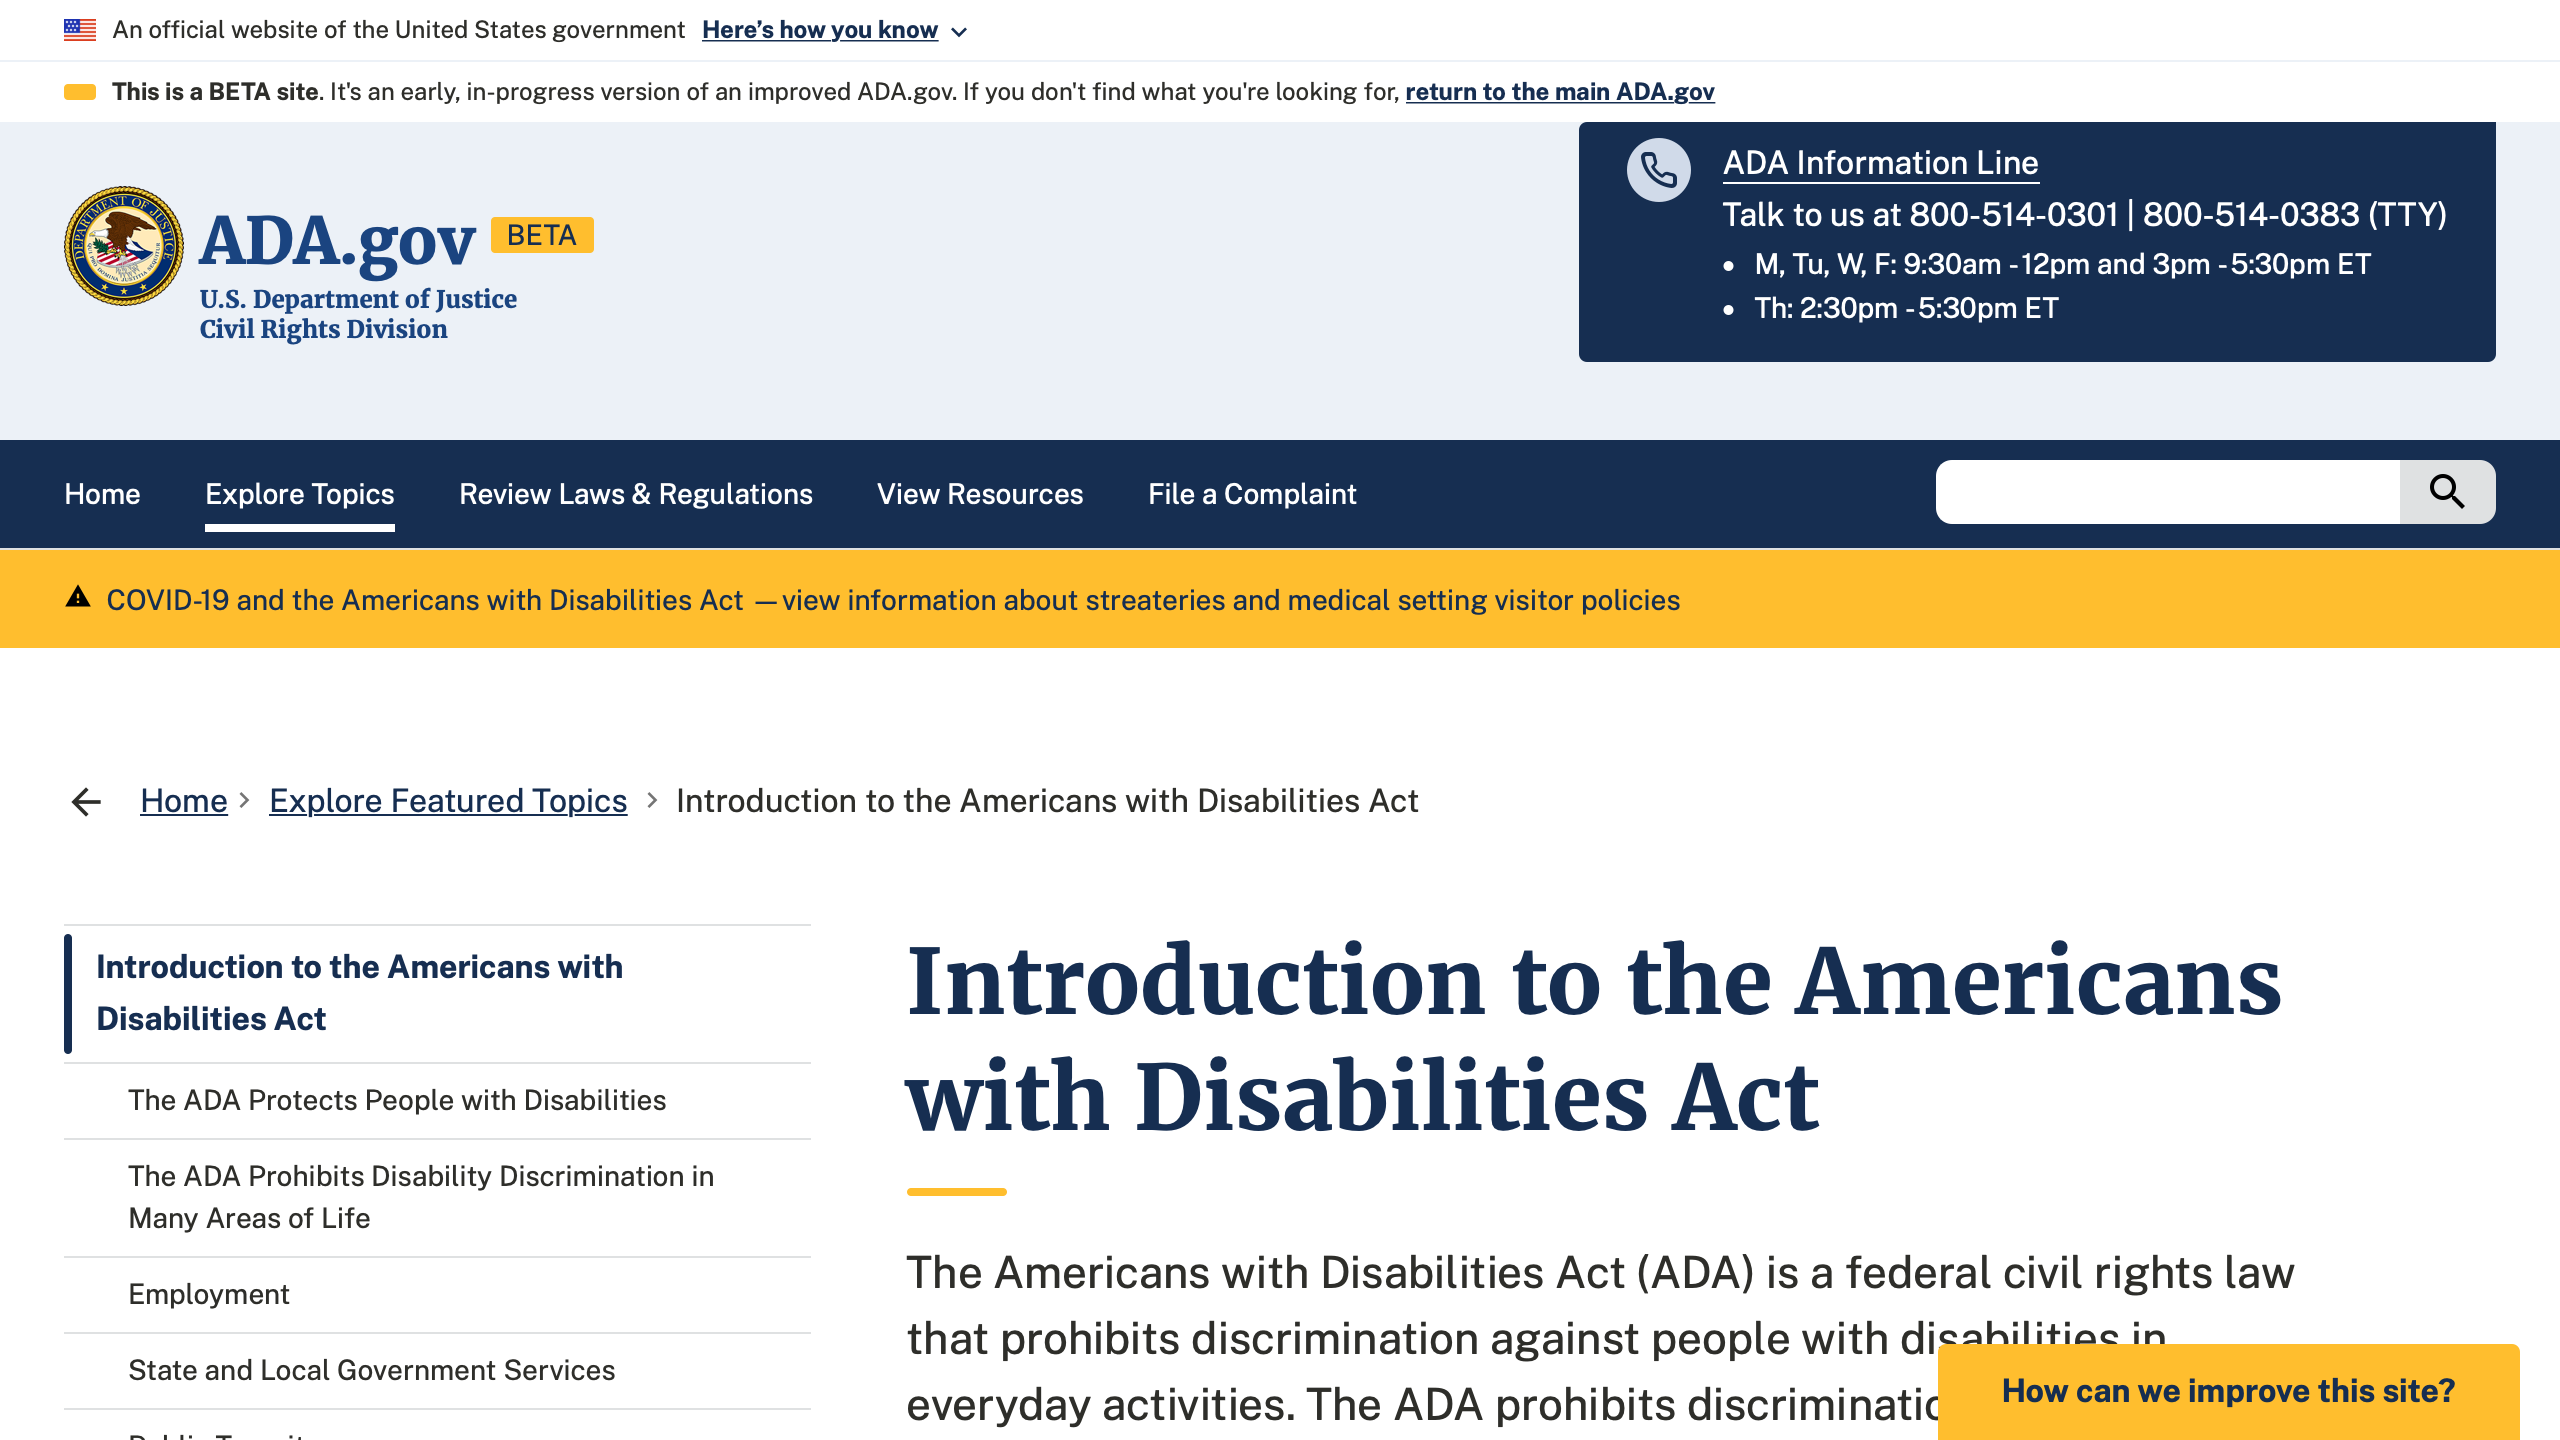 An official website of the United States government Here’s how you know
This is a BETA site. It's an early, in-progress version of an improved ADA.gov. If you don't find what you're looking for, return to the main ADA.gov
ADA.gov BETA
U.S. Department of Justice
Civil Rights Division
ADA Information Line
Talk to us at 800-514-0301 | 800-514-0383 (TTY)
• M, Tu, W, F: 9:30am - 12pm and 3pm - 5:30pm ET
• Th: 2:30pm - 5:30pm ET
Home Explore Topics Review Laws & Regulations View Resources File a Complaint
COVID-19 and the Americans with Disabilities Act — view information about streateries and medical setting visitor policies
Home > Explore Featured Topics > Introduction to the Americans with Disabilities Act
Introduction to the Americans with
Disabilities Act
The ADA Protects People with Disabilities
The ADA Prohibits Disability Discrimination in
Many Areas of Life
Employment
State and Local Government Services
Introduction to the Americans
with Disabilities Act
The Americans with Disabilities Act (ADA) is a federal civil rights law
that prohibits discrimination against people with disabilities in
everyday activities. The ADA prohibits
How can we improve this site?